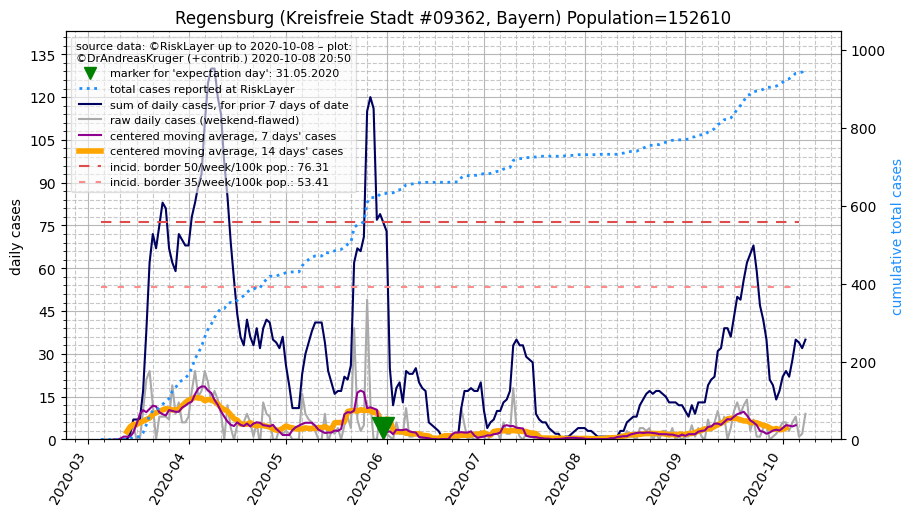 Regensburg (Kreisfreie Stadt #09362, Bayern) Population=152610
source data: ©RiskLayer up to 2020-10-08 – plot:
©DrAndreasKruger (+contrib.) 2020-10-08 20:50
marker for 'expectation day': 31.05.2020
total cases reported at RiskLayer
sum of daily cases, for prior 7 days of date
raw daily cases (weekend-flawed)
centered moving average, 7 days' cases
centered moving average, 14 days' cases
incid. border 50/week/100k pop.: 76.31
incid. border 35/week/100k pop.: 53.41
daily cases
135
120
105
90
75
60
45
30
15
0
cumulative total cases
1000
800
600
400
200
0
2020-03
2020-04
2020-05
2020-06
2020-07
2020-08
2020-09
2020-10